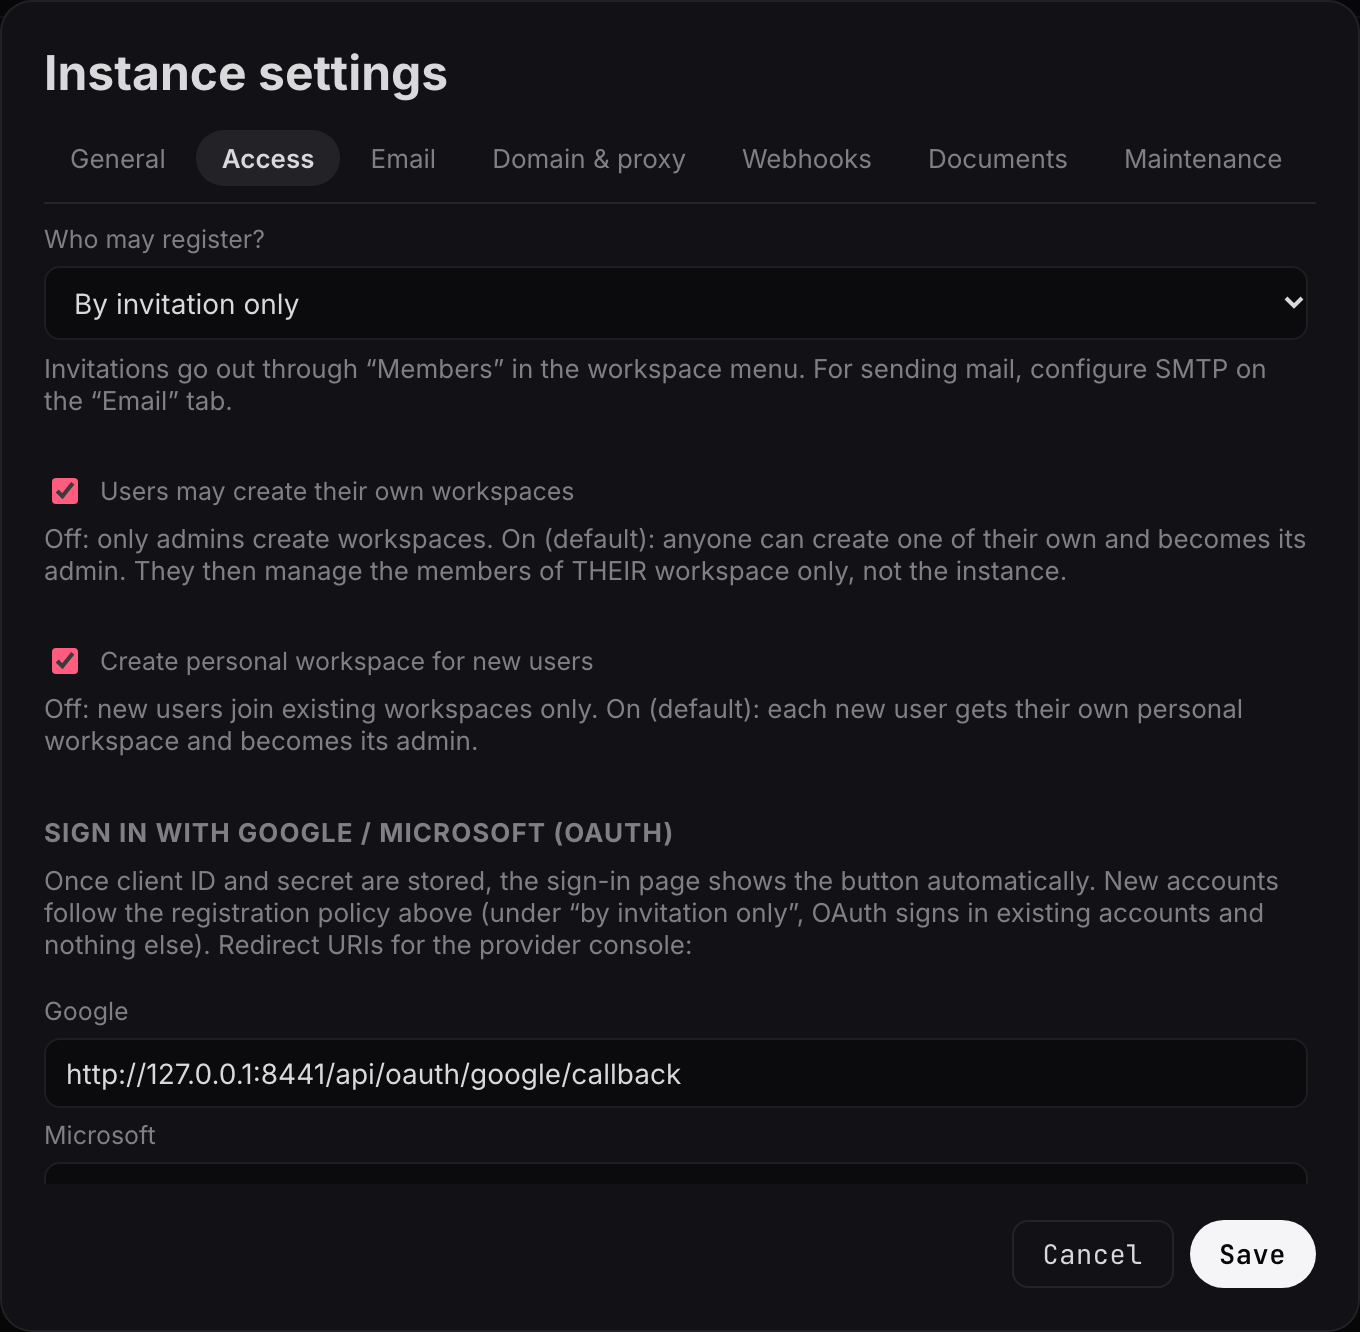 Instance settings
General Access Email Domain & proxy Webhooks Documents Maintenance
Who may register?
By invitation only
Invitations go out through “Members” in the workspace menu. For sending mail, configure SMTP on
the “Email” tab.
Users may create their own workspaces
Off: only admins create workspaces. On (default): anyone can create one of their own and becomes its
admin. They then manage the members of THEIR workspace only, not the instance.
Create personal workspace for new users
Off: new users join existing workspaces only. On (default): each new user gets their own personal
workspace and becomes its admin.
SIGN IN WITH GOOGLE / MICROSOFT (OAUTH)
Once client ID and secret are stored, the sign-in page shows the button automatically. New accounts
follow the registration policy above (under “by invitation only”, OAuth signs in existing accounts and
nothing else). Redirect URIs for the provider console:
Google
http://127.0.0.1:8441/api/oauth/google/callback
Microsoft
Cancel Save